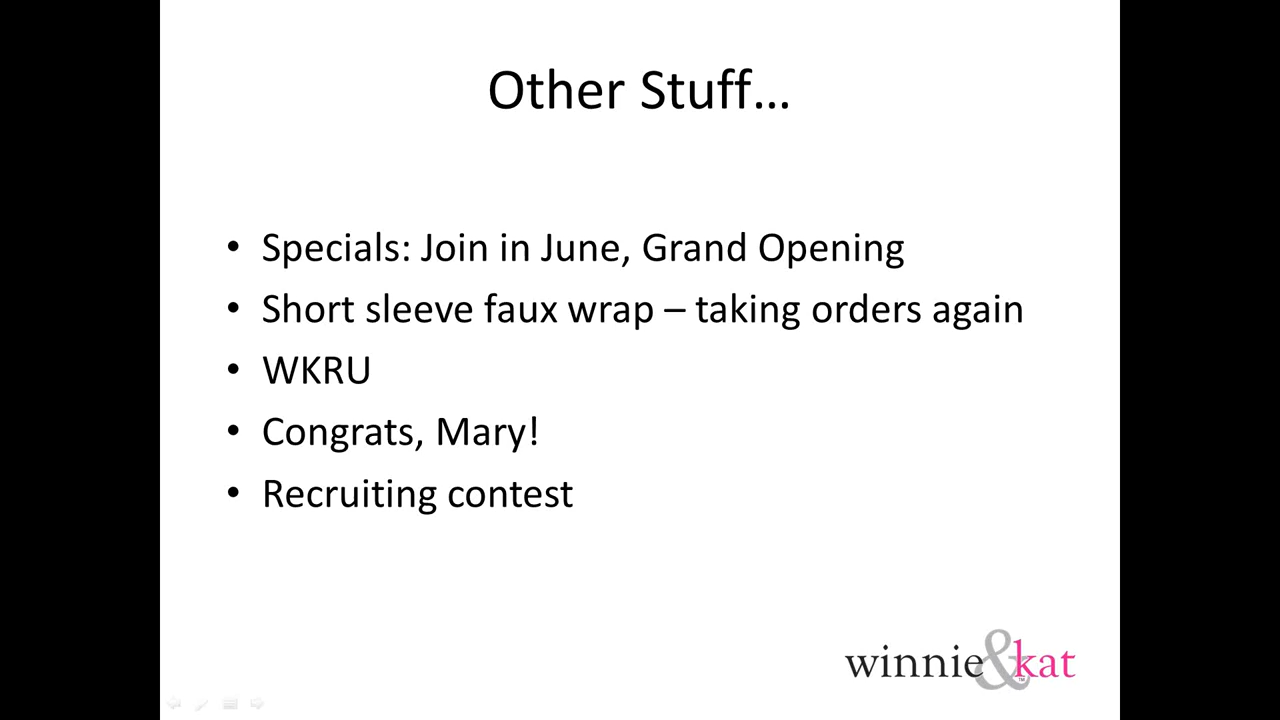 Other Stuff…
• Specials: Join in June, Grand Opening
• Short sleeve faux wrap – taking orders again
• WKRU
• Congrats, Mary!
• Recruiting contest
winnie&kat